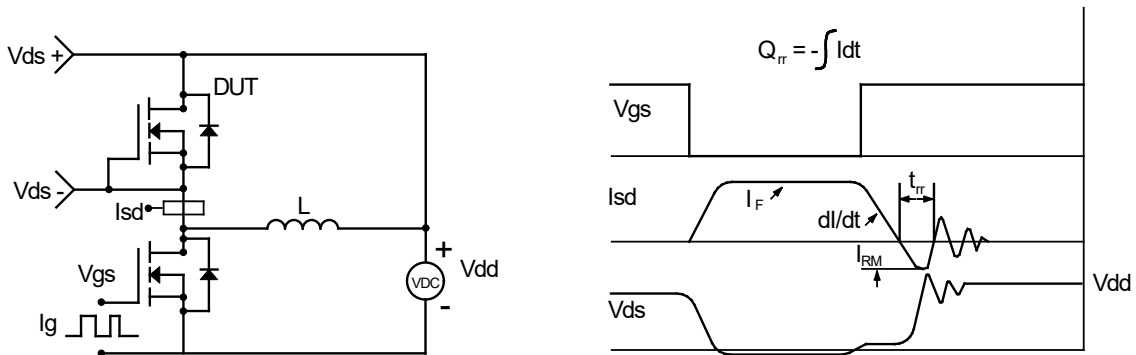 Vds +
DUT
Vds -
Isd
L
Vgs
Ig
+
VDC
-
Vdd
Qrr = -∫ Idt
Vgs
Isd
IF
dI/dt
trr
IRM
Vds
Vdd